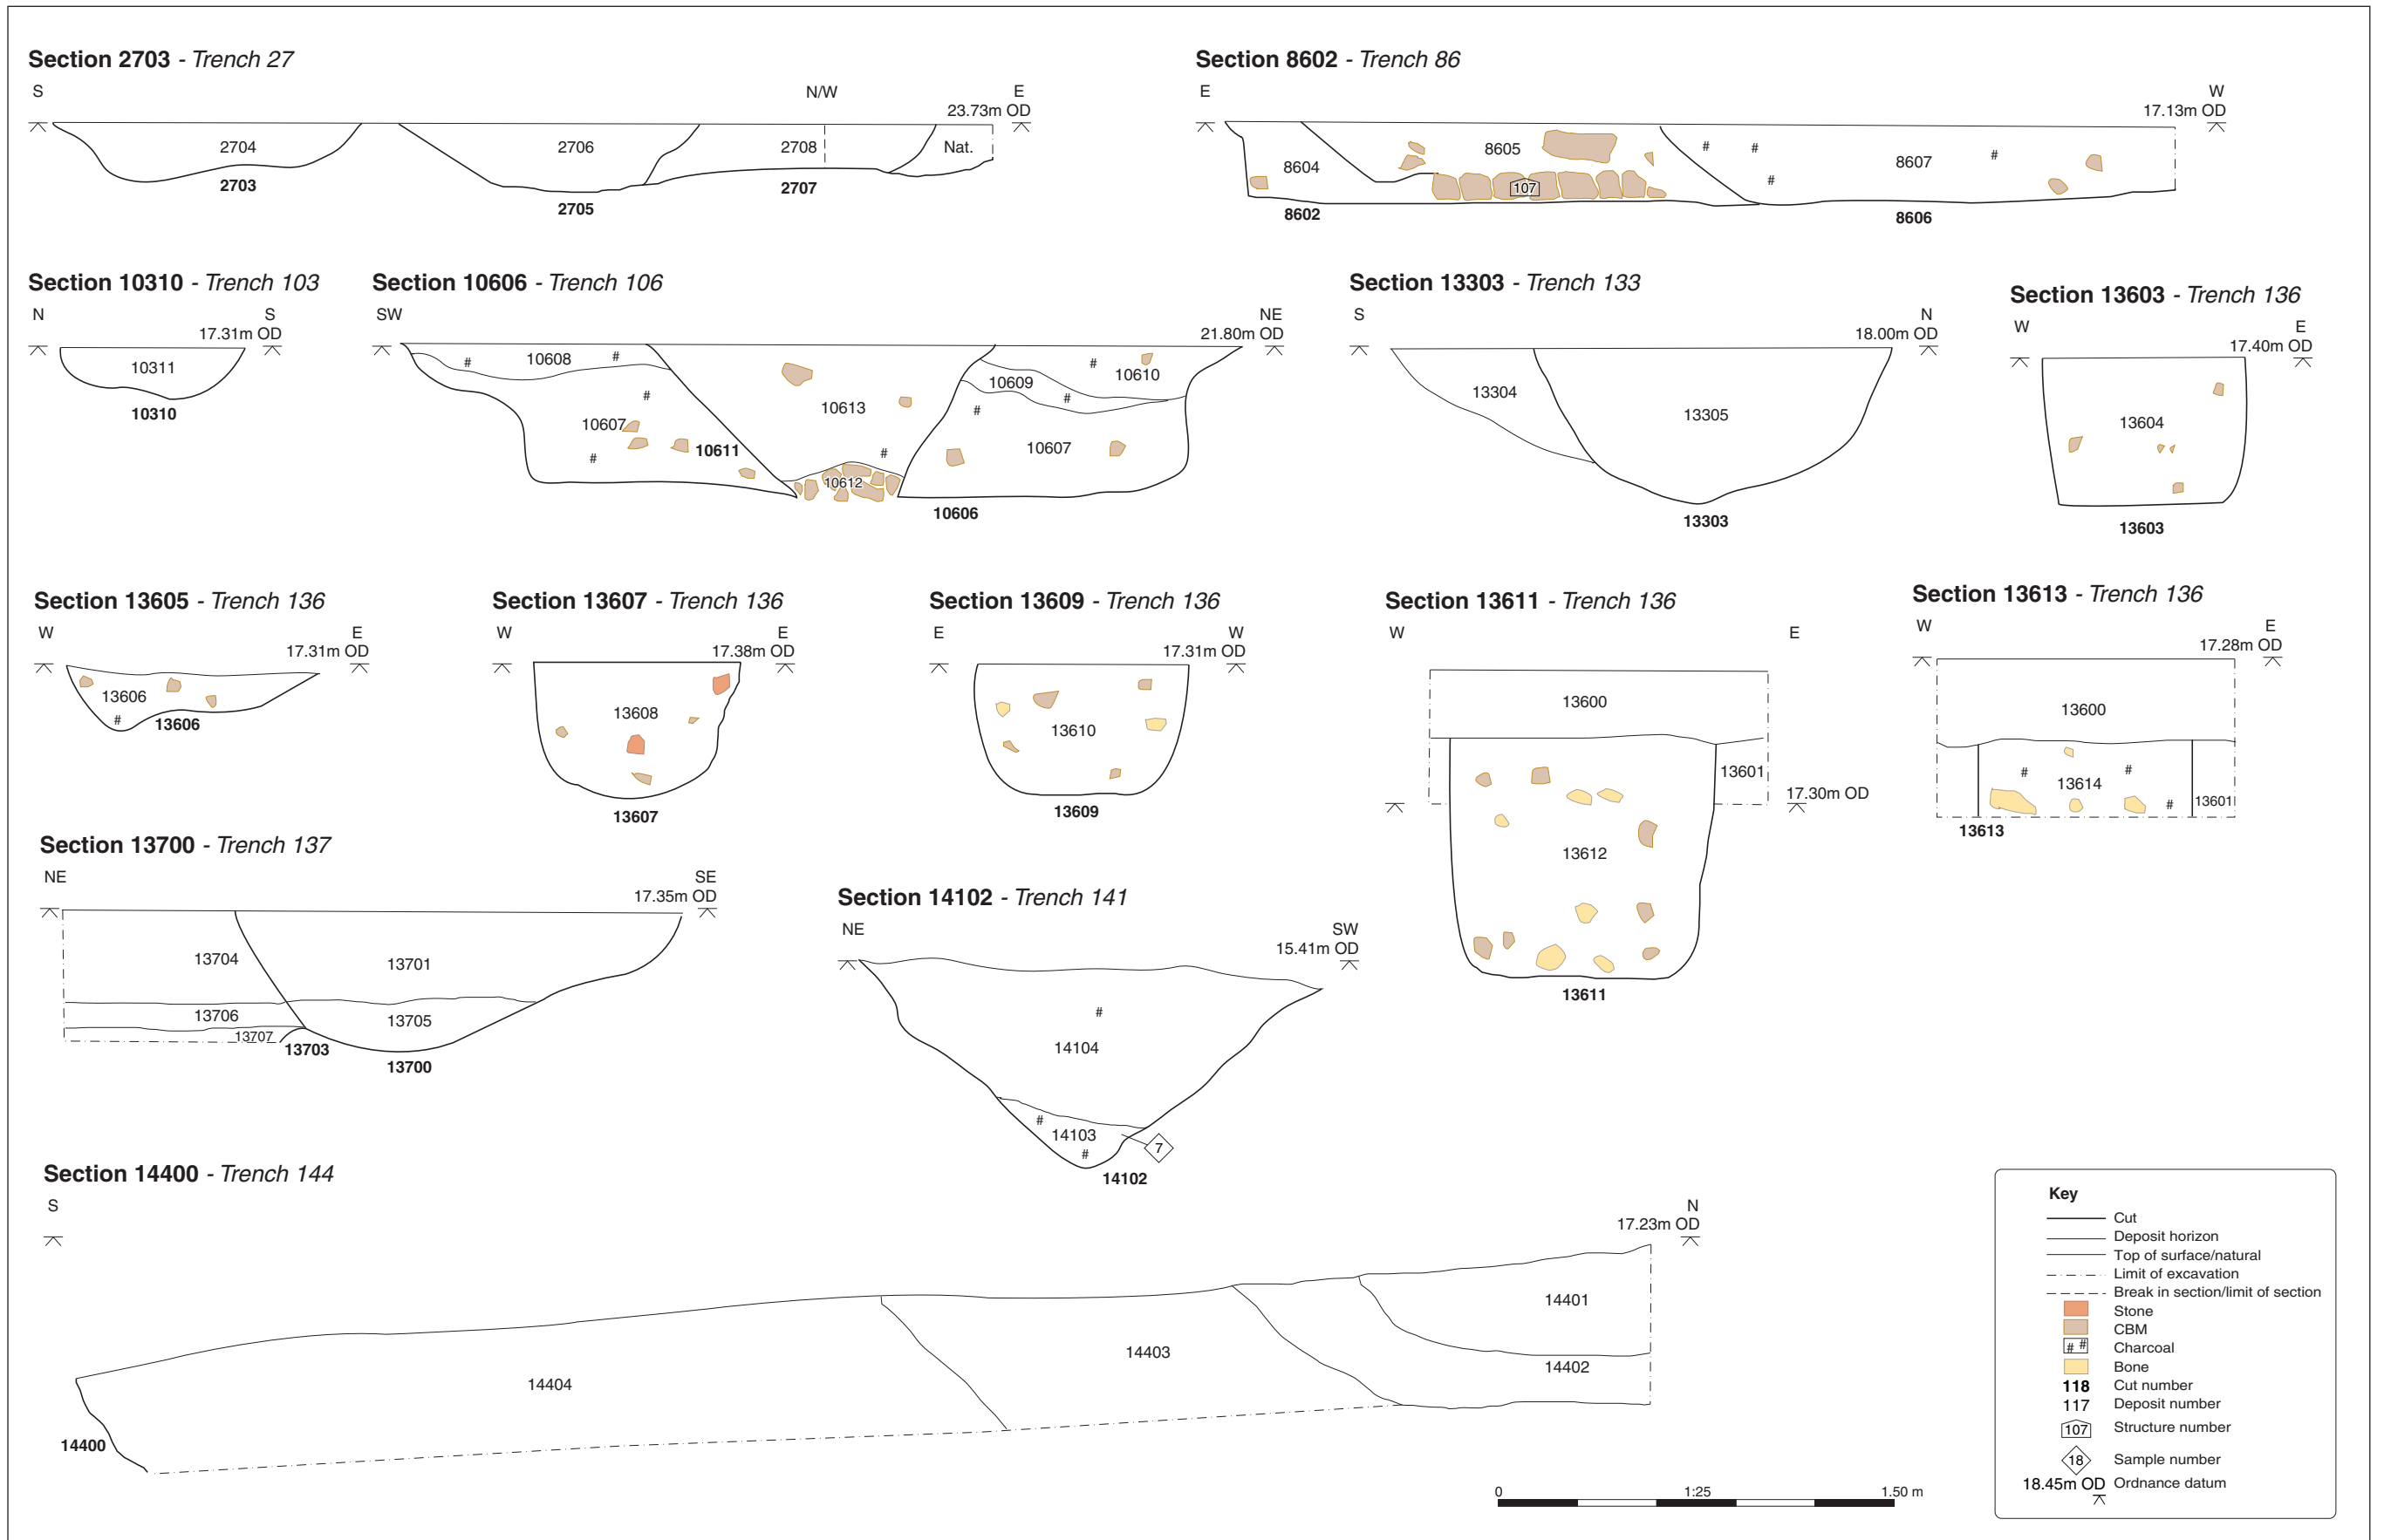 Section 2703 - Trench 27
S
N/W
E
23.73m OD
2704
2706
2708
Nat.
2703
2705
2707
Section 8602 - Trench 86
E
W
17.13m OD
8604
8605
8607
107
8602
8606
Section 10310 - Trench 103
N
S
17.31m OD
10311
10310
Section 10606 - Trench 106
SW
NE
21.80m OD
10608
#
#
#
10610
10609
#
#
#
10613
10607
10611
#
#
10607
10612
10606
Section 13303 - Trench 133
S
N
18.00m OD
13304
13305
13303
Section 13603 - Trench 136
W
E
17.40m OD
13604
13603
Section 13605 - Trench 136
W
E
17.31m OD
13606
#
13606
Section 13607 - Trench 136
W
E
17.38m OD
13608
13607
Section 13609 - Trench 136
E
W
17.31m OD
13610
13609
Section 13611 - Trench 136
W
E
13600
13601
17.30m OD
13612
13611
Section 13613 - Trench 136
W
E
17.28m OD
13600
#
#
13614
#
13601
13613
Section 13700 - Trench 137
NE
SE
17.35m OD
13704
13701
13706
13705
13707
13703
13700
Section 14102 - Trench 141
NE
SW
15.41m OD
#
14104
#
14103
7
#
14102
Section 14400 - Trench 144
S
N
17.23m OD
14401
14403
14402
14404
14400
0
1:25
1.50 m
Key
Cut
Deposit horizon
Top of surface/natural
Limit of excavation
Break in section/limit of section
Stone
CBM
# # Charcoal
Bone
118 Cut number
117 Deposit number
107 Structure number
18 Sample number
18.45m OD Ordnance datum